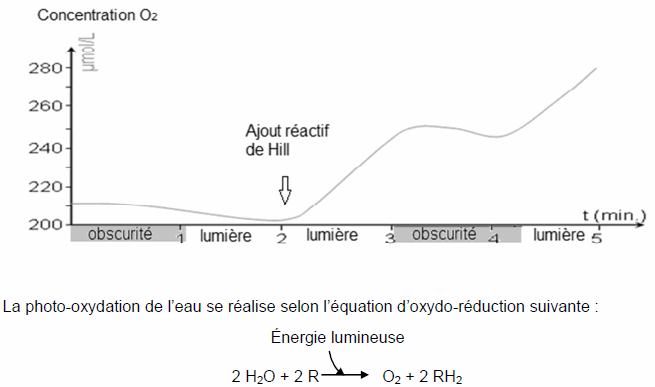 Concentration O₂
µmol/L
280
260
240
220
200
Ajout réactif
de Hill
t (min.)
obscurité 1 lumière 2 lumière 3 obscurité 4 lumière 5
La photo-oxydation de l’eau se réalise selon l’équation d’oxydo-réduction suivante :
Énergie lumineuse
2 H₂O + 2 R → O₂ + 2 RH₂